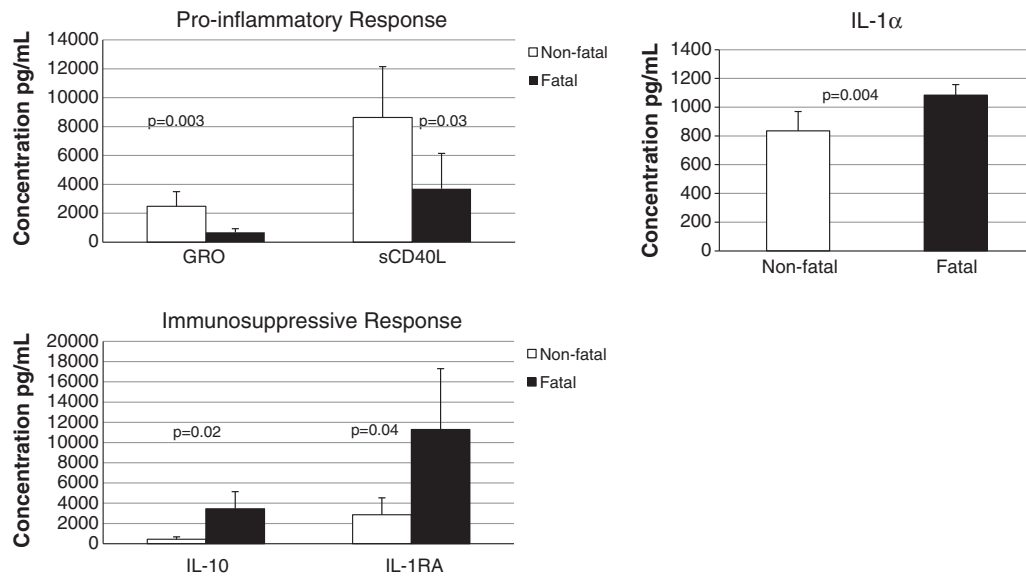 Pro-inflammatory Response
Concentration pg/mL
14000
12000
10000
8000
6000
4000
2000
0
p=0.003
p=0.03
GRO
sCD40L
Non-fatal
Fatal
IL-1α
Concentration pg/mL
1400
1200
1000
800
600
400
200
0
p=0.004
Non-fatal
Fatal
Immunosuppressive Response
Concentration pg/mL
20000
18000
16000
14000
12000
10000
8000
6000
4000
2000
0
p=0.02
p=0.04
IL-10
IL-1RA
Non-fatal
Fatal